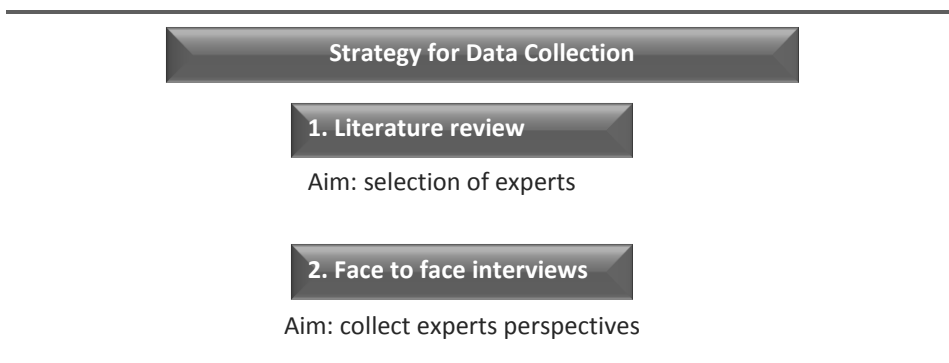 Strategy for Data Collection
1. Literature review
Aim: selection of experts
2. Face to face interviews
Aim: collect experts perspectives